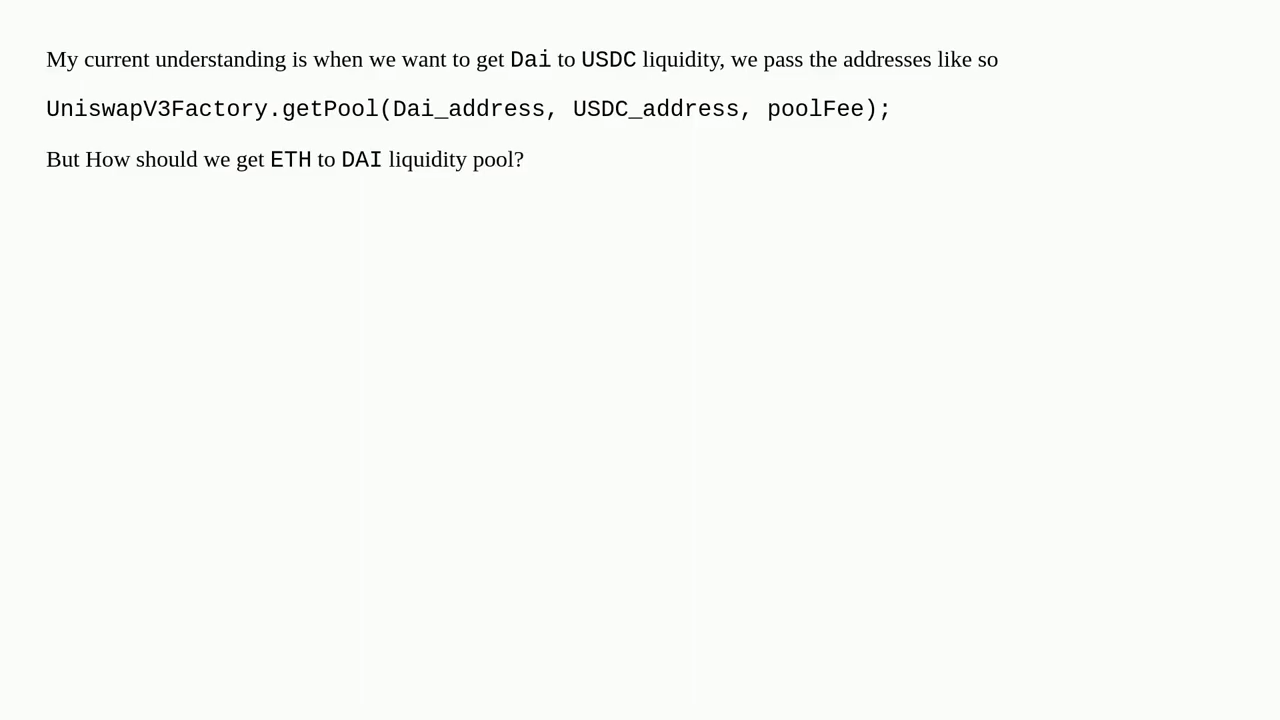 My current understanding is when we want to get Dai to USDC liquidity, we pass the addresses like so
UniswapV3Factory.getPool(Dai_address, USDC_address, poolFee);
But How should we get ETH to DAI liquidity pool?